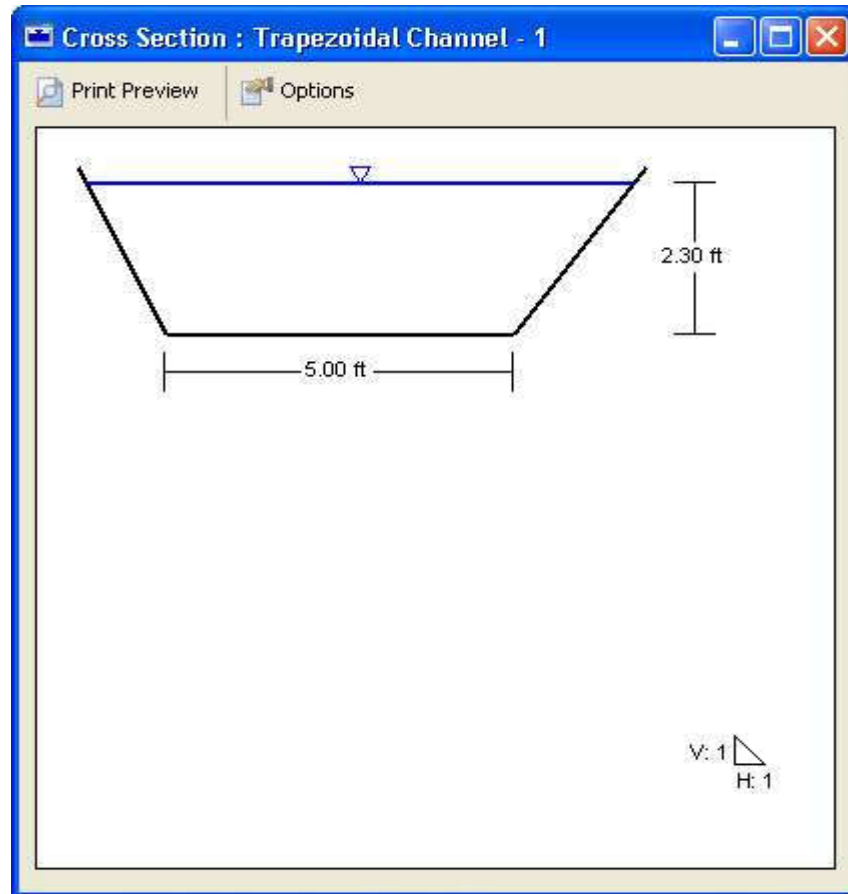 Cross Section : Trapezoidal Channel - 1
Print Preview
Options
2.30 ft
5.00 ft
V: 1
H: 1